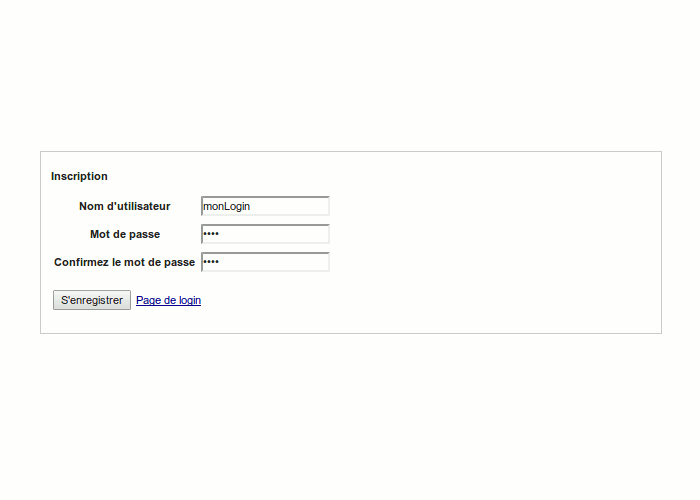 Inscription
Nom d'utilisateur monLogin
Mot de passe ••••
Confirmez le mot de passe ••••
S'enregistrer Page de login